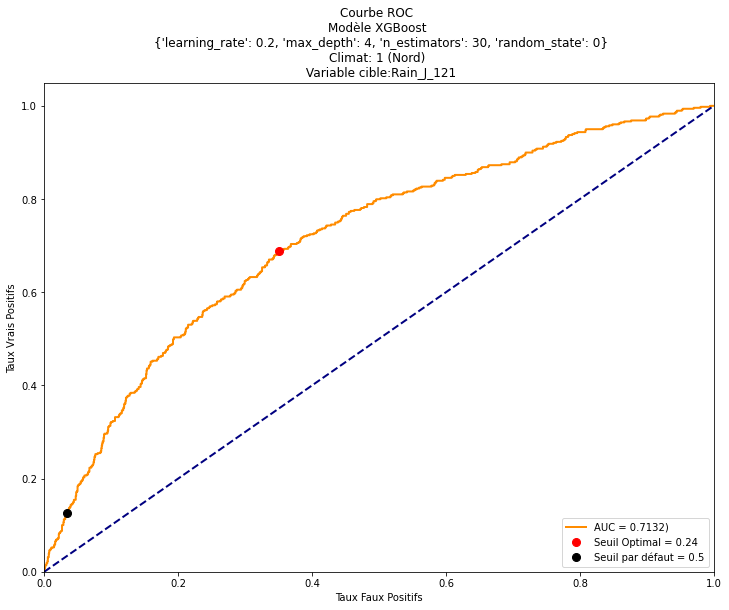 Courbe ROC
Modèle XGBoost
{'learning_rate': 0.2, 'max_depth': 4, 'n_estimators': 30, 'random_state': 0}
Climat: 1 (Nord)
Variable cible:Rain_J_121
Taux Vrais Positifs
1.0
0.8
0.6
0.4
0.2
0.0
0.0 0.2 0.4 0.6 0.8 1.0
Taux Faux Positifs
AUC = 0.7132)
Seuil Optimal = 0.24
Seuil par défaut = 0.5